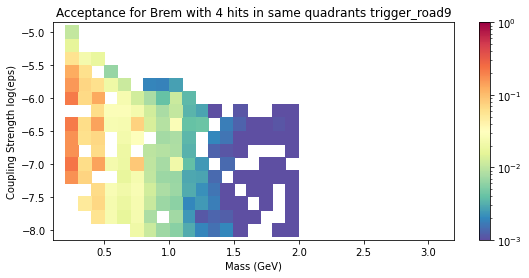 Acceptance for Brem with 4 hits in same quadrants trigger_road9
Coupling Strength log(eps)
−5.0
−5.5
−6.0
−6.5
−7.0
−7.5
−8.0
0.5 1.0 1.5 2.0 2.5 3.0
Mass (GeV)
10⁰
10⁻¹
10⁻²
10⁻³